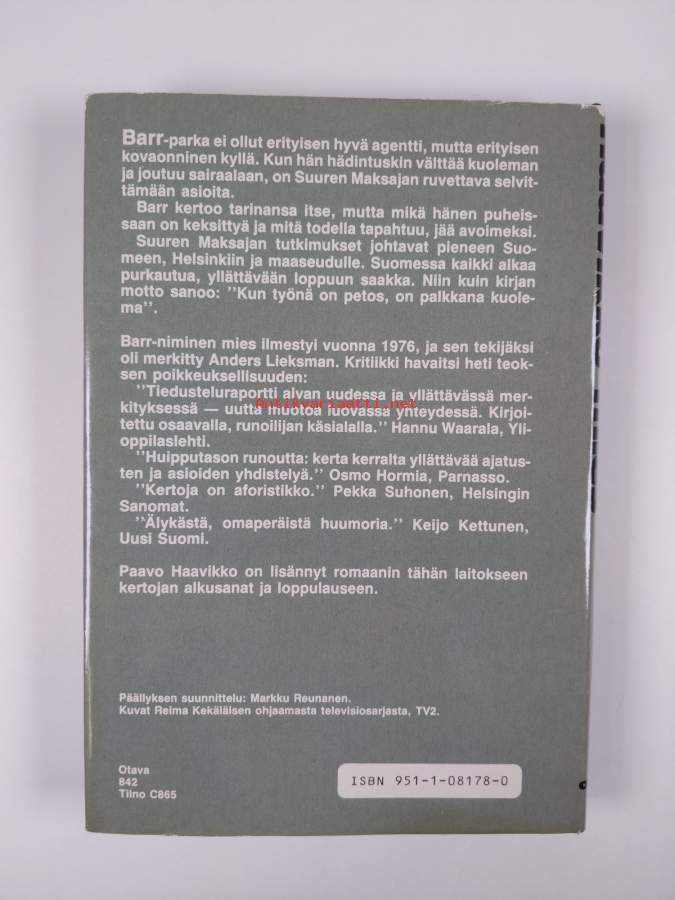 Barr-parka ei ollut erityisen hyvä agentti, mutta erityisen
kovaonninen kyllä. Kun hän hädintuskin välttää kuoleman
ja joutuu sairaalaan, on Suuren Maksajan ruvettava selvit-
tämään asioita.
Barr kertoo tarinansa itse, mutta mikä hänen puheis-
saan on keksittyä ja mitä todella tapahtuu, jää avoimeksi.
Suuren Maksajan tutkimukset johtavat pieneen Suo-
meen, Helsinkiin ja maaseudulle. Suomessa kaikki alkaa
purkautua, yllättävään loppuun saakka. Niin kuin kirjan
motto sanoo: "Kun työnä on petos, on palkkana kuole-
ma".
Barr-niminen mies ilmestyi vuonna 1976, ja sen tekijäksi
oli merkitty Anders Lieksman. Kritiikki havaitsi heti teok-
sen poikkeuksellisuuden:
"Tiedusteluraportti aivan uudessa ja yllättävässä mer-
kityksessä — uutta muotoa luovassa yhteydessä. Kirjoi-
antikvariaatti.net
tettu osaavalla, runoilijan käsialalla." Hannu Waarala, Yli-
oppilaslehti.
"Huipputason runoutta: kerta kerralta yllättävää ajatus-
ten ja asioiden yhdistelyä." Osmo Hormia, Parnasso.
"Kertoja on aforistikko." Pekka Suhonen, Helsingin
Sanomat.
"Älykästä, omaperäistä huumoria." Keijo Kettunen,
Uusi Suomi.
Paavo Haavikko on lisännyt romaanin tähän laitokseen
kertojan alkusanat ja loppulauseen.
Päällyksen suunnittelu: Markku Reunanen.
Kuvat Reima Kekäläisen ohjaamasta televisiosarjasta, TV2.
Otava
842
Tilno C865
ISBN 951-1-08178-0